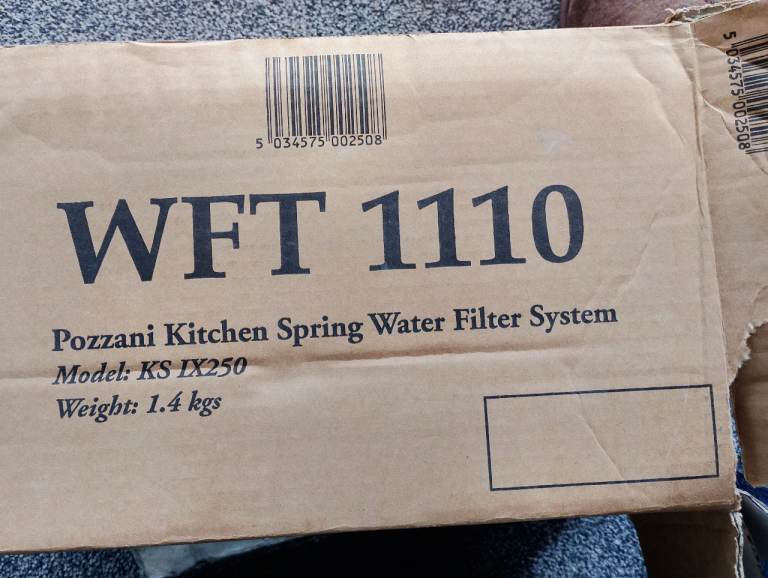 5 034575 002508
5 034575 002508
WFT 1110
Pozzani Kitchen Spring Water Filter System
Model: KS IX250
Weight: 1.4 kgs